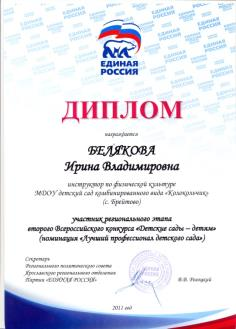 ЕДИНАЯ
РОССИЯ
ДИПЛОМ
награждается
БЕЛЯКОВА
Ирина Владимировна
инструктор по физической культуре
МДОУ детский сад комбинированного вида «Колокольчик»
(с. Брейтово)
участник регионального этапа
второго Всероссийского конкурса «Детские сады – детям»
(номинация «Лучший профессионал детского сада»)
Секретарь
Регионального политического совета
Ярославского регионального отделения
Партии «ЕДИНАЯ РОССИЯ»
В.В.
2011 год